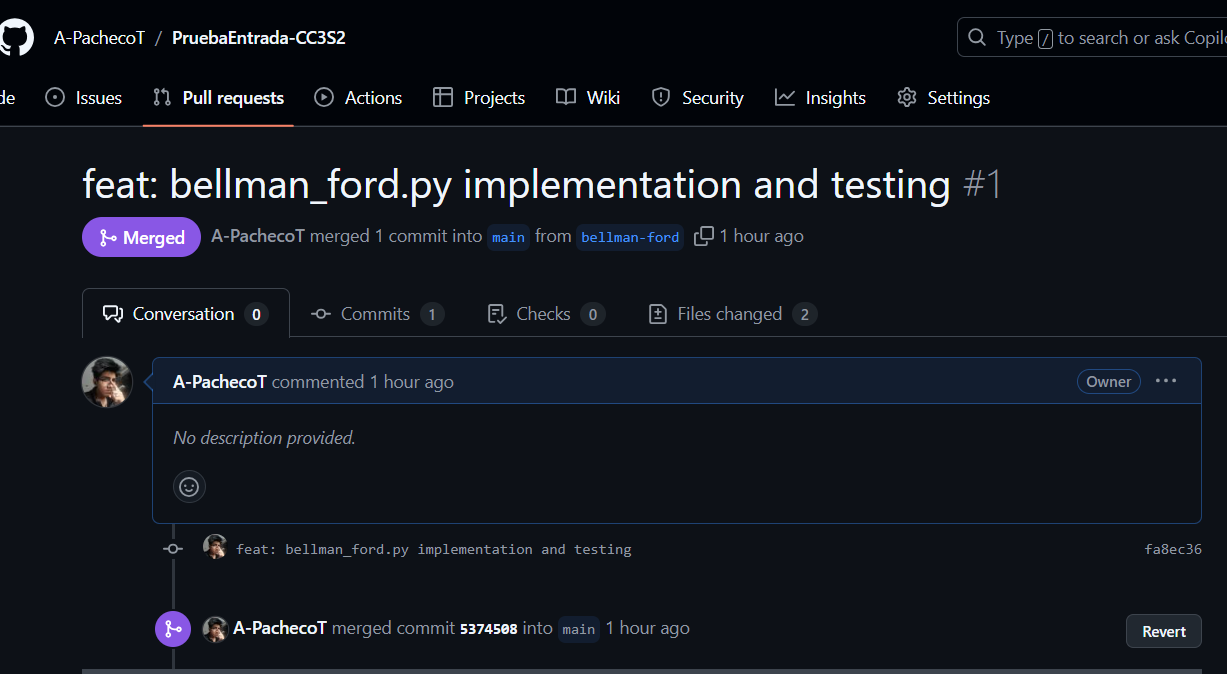 A-PachecoT / PruebaEntrada-CC3S2
Type / to search or ask Copil
de Issues Pull requests Actions Projects Wiki Security Insights Settings
feat: bellman_ford.py implementation and testing #1
Merged A-PachecoT merged 1 commit into main from bellman-ford 1 hour ago
Conversation 0 Commits 1 Checks 0 Files changed 2
A-PachecoT commented 1 hour ago Owner ...
No description provided.
feat: bellman_ford.py implementation and testing fa8ec36
A-PachecoT merged commit 5374508 into main 1 hour ago Revert